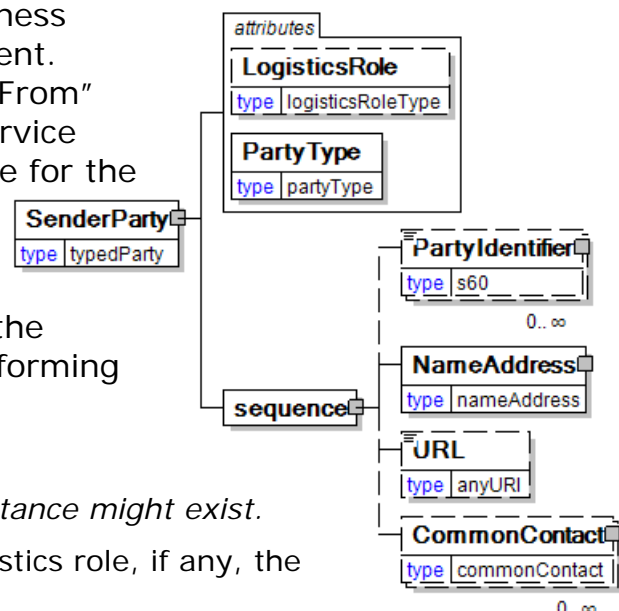 ness
ent.
From"
rvice
e for the
the
forming
tance might exist.
stics role, if any, the
attributes
LogisticsRole
type logisticsRoleType
PartyType
type partyType
SenderParty
type typedParty
sequence
PartyIdentifier
type s60
0.. ∞
NameAddress
type nameAddress
URL
type anyURI
CommonContact
type commonContact
0.. ∞